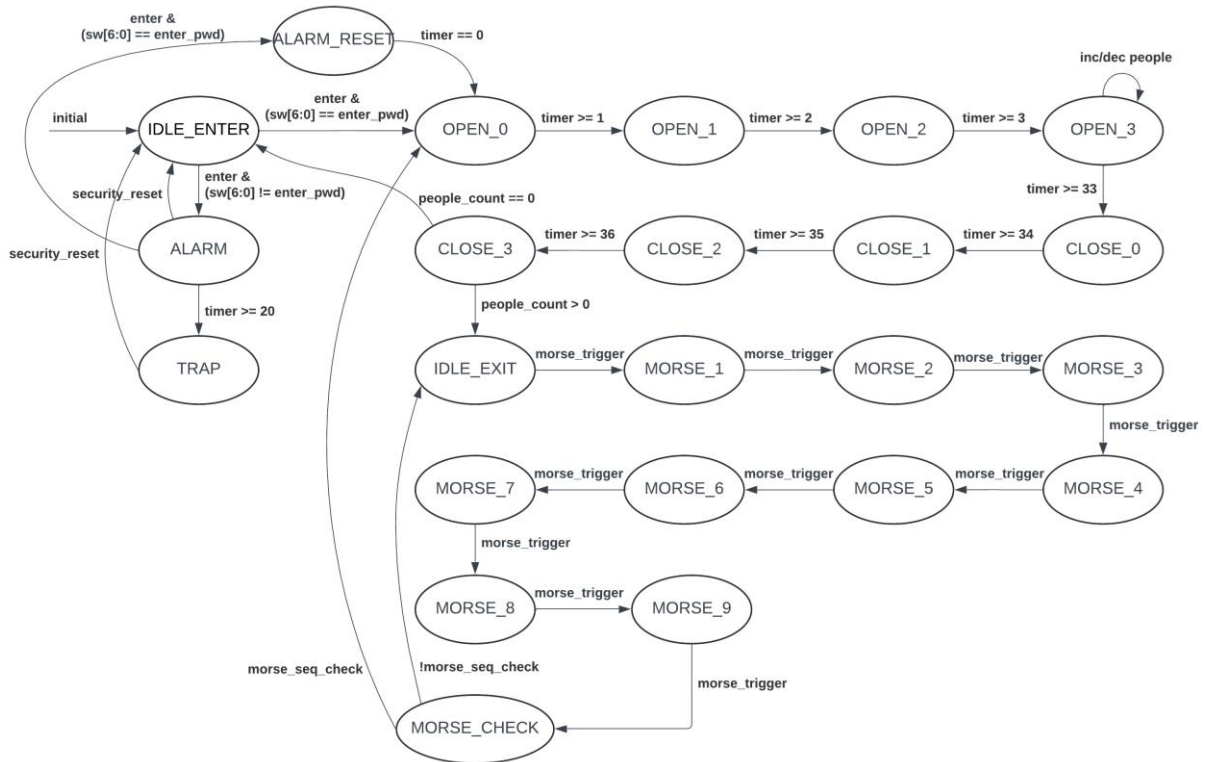 enter &
(sw[6:0] == enter_pwd)
ALARM_RESET
timer == 0
inc/dec people
initial
IDLE_ENTER
enter &
(sw[6:0] == enter_pwd)
OPEN_0
timer >= 1
OPEN_1
timer >= 2
OPEN_2
timer >= 3
OPEN_3
security_reset
enter &
(sw[6:0] != enter_pwd)
people_count == 0
timer >= 33
security_reset
ALARM
CLOSE_3
timer >= 36
CLOSE_2
timer >= 35
CLOSE_1
timer >= 34
CLOSE_0
timer >= 20
people_count > 0
TRAP
IDLE_EXIT
morse_trigger
MORSE_1
morse_trigger
MORSE_2
morse_trigger
MORSE_3
morse_trigger
MORSE_7
morse_trigger
MORSE_6
morse_trigger
MORSE_5
morse_trigger
MORSE_4
morse_trigger
MORSE_8
morse_trigger
MORSE_9
morse_seq_check
!morse_seq_check
morse_trigger
MORSE_CHECK